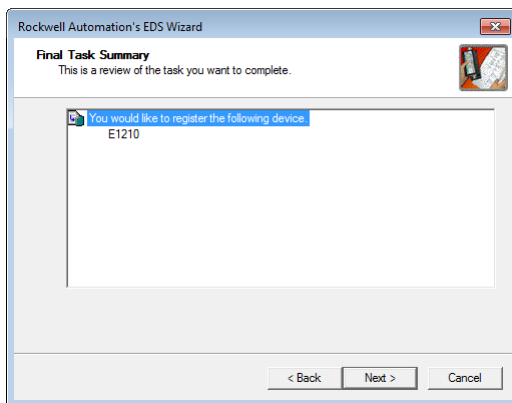 Rockwell Automation's EDS Wizard
Final Task Summary
This is a review of the task you want to complete.
You would like to register the following device.
E1210
< Back
Next >
Cancel